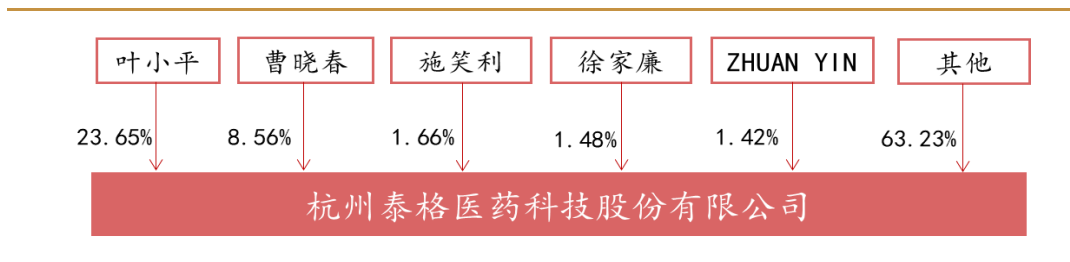 叶小平 曹晓春 施笑利 徐家廉 ZHUAN YIN 其他
23.65% 8.56% 1.66% 1.48% 1.42% 63.23%
杭州泰格医药科技股份有限公司